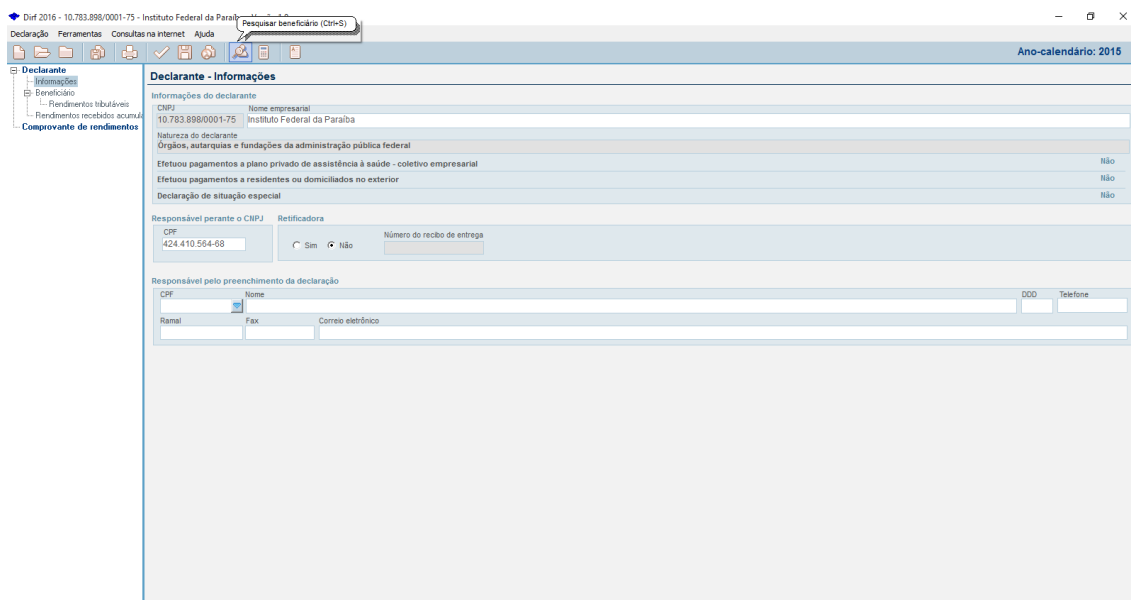 Dirf 2016 - 10.783.898/0001-75 - Instituto Federal da Paraíb
Pesquisar beneficiário (Ctrl+S)
Declaração Ferramentas Consultas na internet Ajuda
Ano-calendário: 2015
Declarante
Informações
Beneficiário
Rendimentos tributáveis
Rendimentos recebidos acumul
Comprovante de rendimentos
Declarante - Informações
Informações do declarante
CNPJ Nome empresarial
10.783.898/0001-75 Instituto Federal da Paraíba
Natureza do declarante
Órgãos, autarquias e fundações da administração pública federal
Efetuou pagamentos a plano privado de assistência à saúde - coletivo empresarial Não
Efetuou pagamentos a residentes ou domiciliados no exterior Não
Declaração de situação especial Não
Responsável perante o CNPJ Retificadora
CPF Número do recibo de entrega
424.410.564-68 Sim Não
Responsável pelo preenchimento da declaração
CPF Nome DDD Telefone
Ramal Fax Correio eletrônico